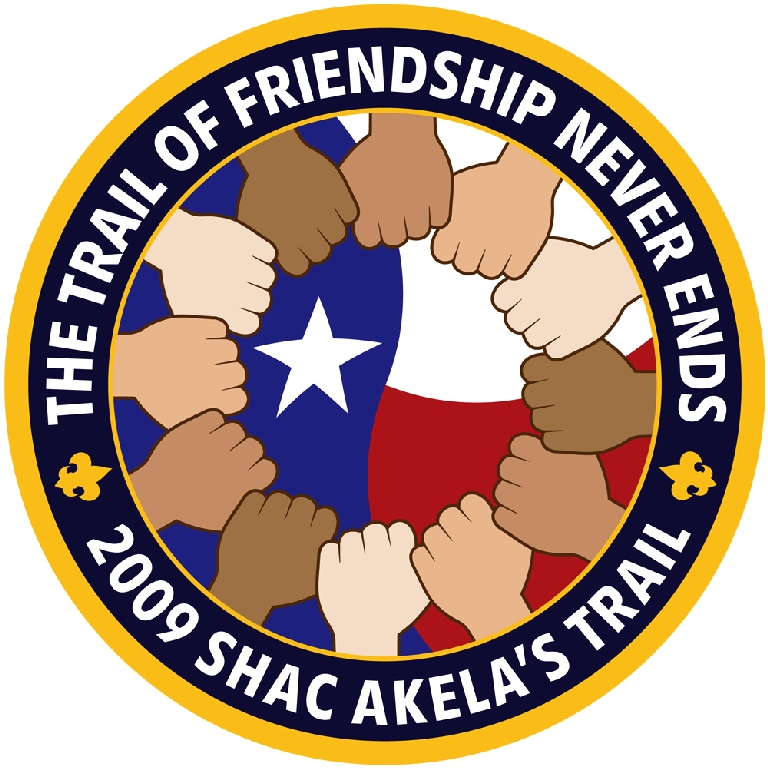 THE TRAIL OF FRIENDSHIP NEVER ENDS
2009 SHAC AKELA'S TRAIL